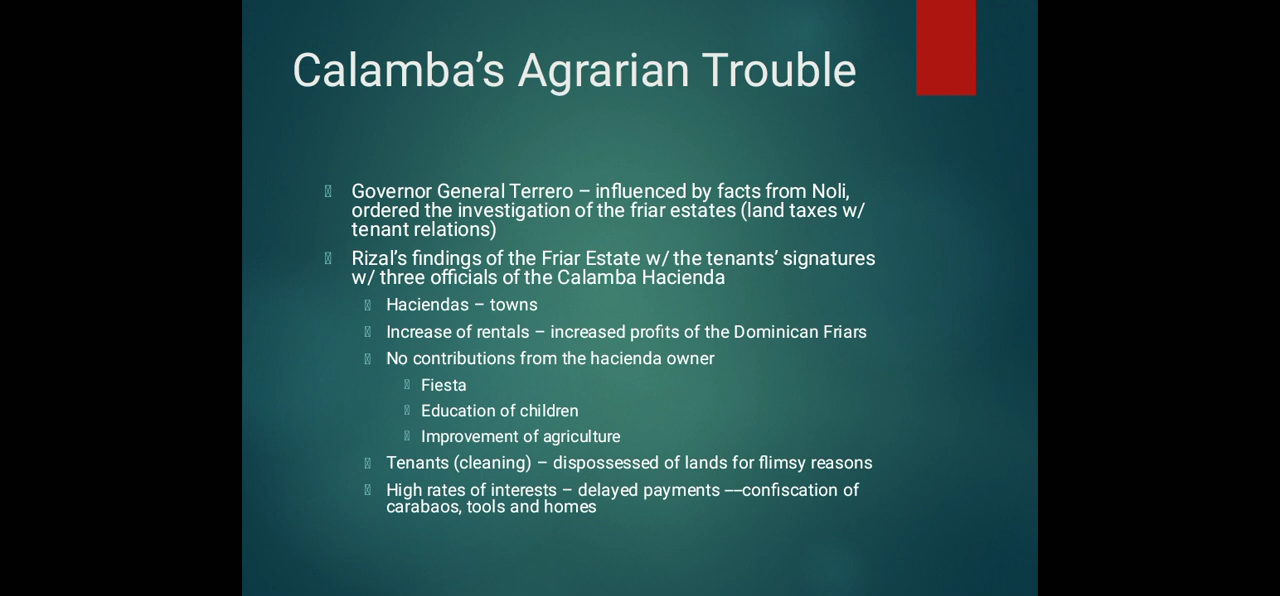 Calamba’s Agrarian Trouble
Governor General Terrero – influenced by facts from Noli,
ordered the investigation of the friar estates (land taxes w/
tenant relations)
Rizal’s findings of the Friar Estate w/ the tenants’ signatures
w/ three officials of the Calamba Hacienda
Haciendas – towns
Increase of rentals – increased profits of the Dominican Friars
No contributions from the hacienda owner
Fiesta
Education of children
Improvement of agriculture
Tenants (cleaning) – dispossessed of lands for flimsy reasons
High rates of interests – delayed payments —confiscation of
carabaos, tools and homes